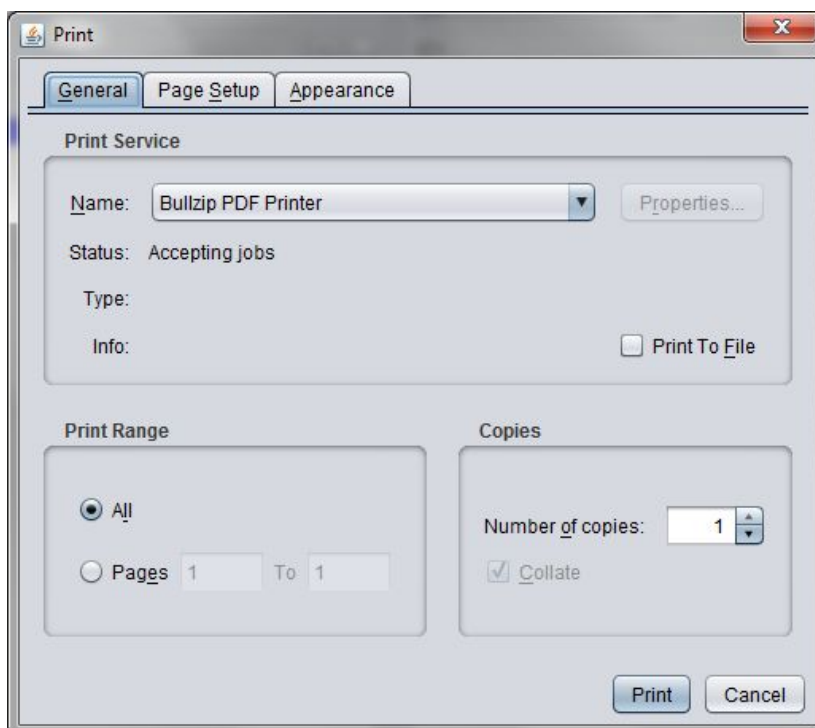 Print
General Page Setup Appearance
Print Service
Name: Bullzip PDF Printer Properties...
Status: Accepting jobs
Type:
Info: Print To File
Print Range Copies
All
Number of copies: 1
Pages 1 To 1 Collate
Print Cancel